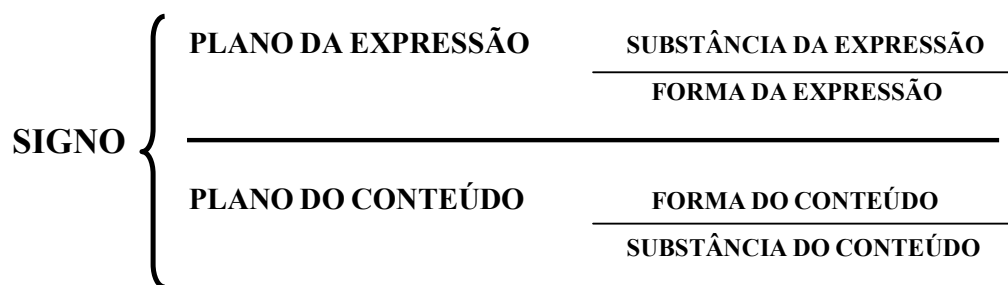 PLANO DA EXPRESSÃO
SUBSTÂNCIA DA EXPRESSÃO
FORMA DA EXPRESSÃO
SIGNO
PLANO DO CONTEÚDO
FORMA DO CONTEÚDO
SUBSTÂNCIA DO CONTEÚDO